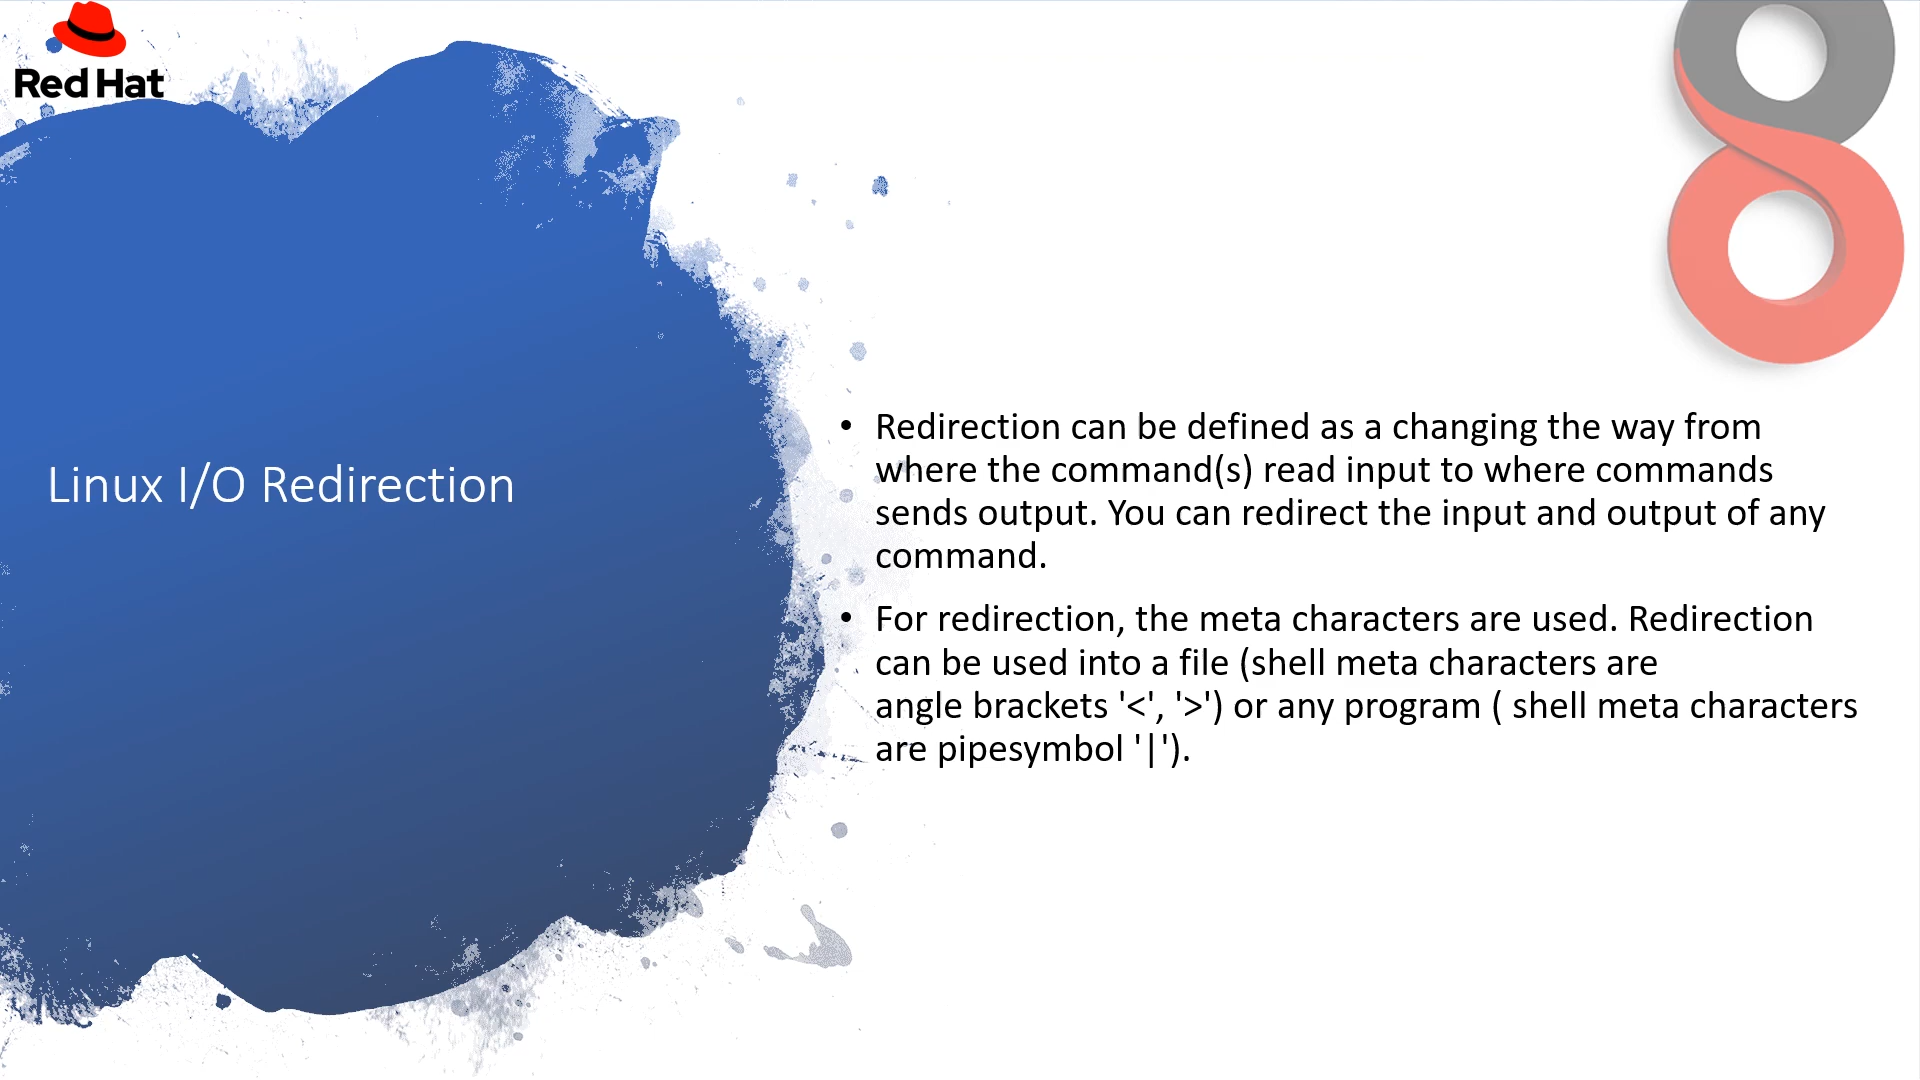 Red Hat
8
Linux I/O Redirection
• Redirection can be defined as a changing the way from
where the command(s) read input to where commands
sends output. You can redirect the input and output of any
command.
• For redirection, the meta characters are used. Redirection
can be used into a file (shell meta characters are
angle brackets '<', '>') or any program ( shell meta characters
are pipesymbol '|').